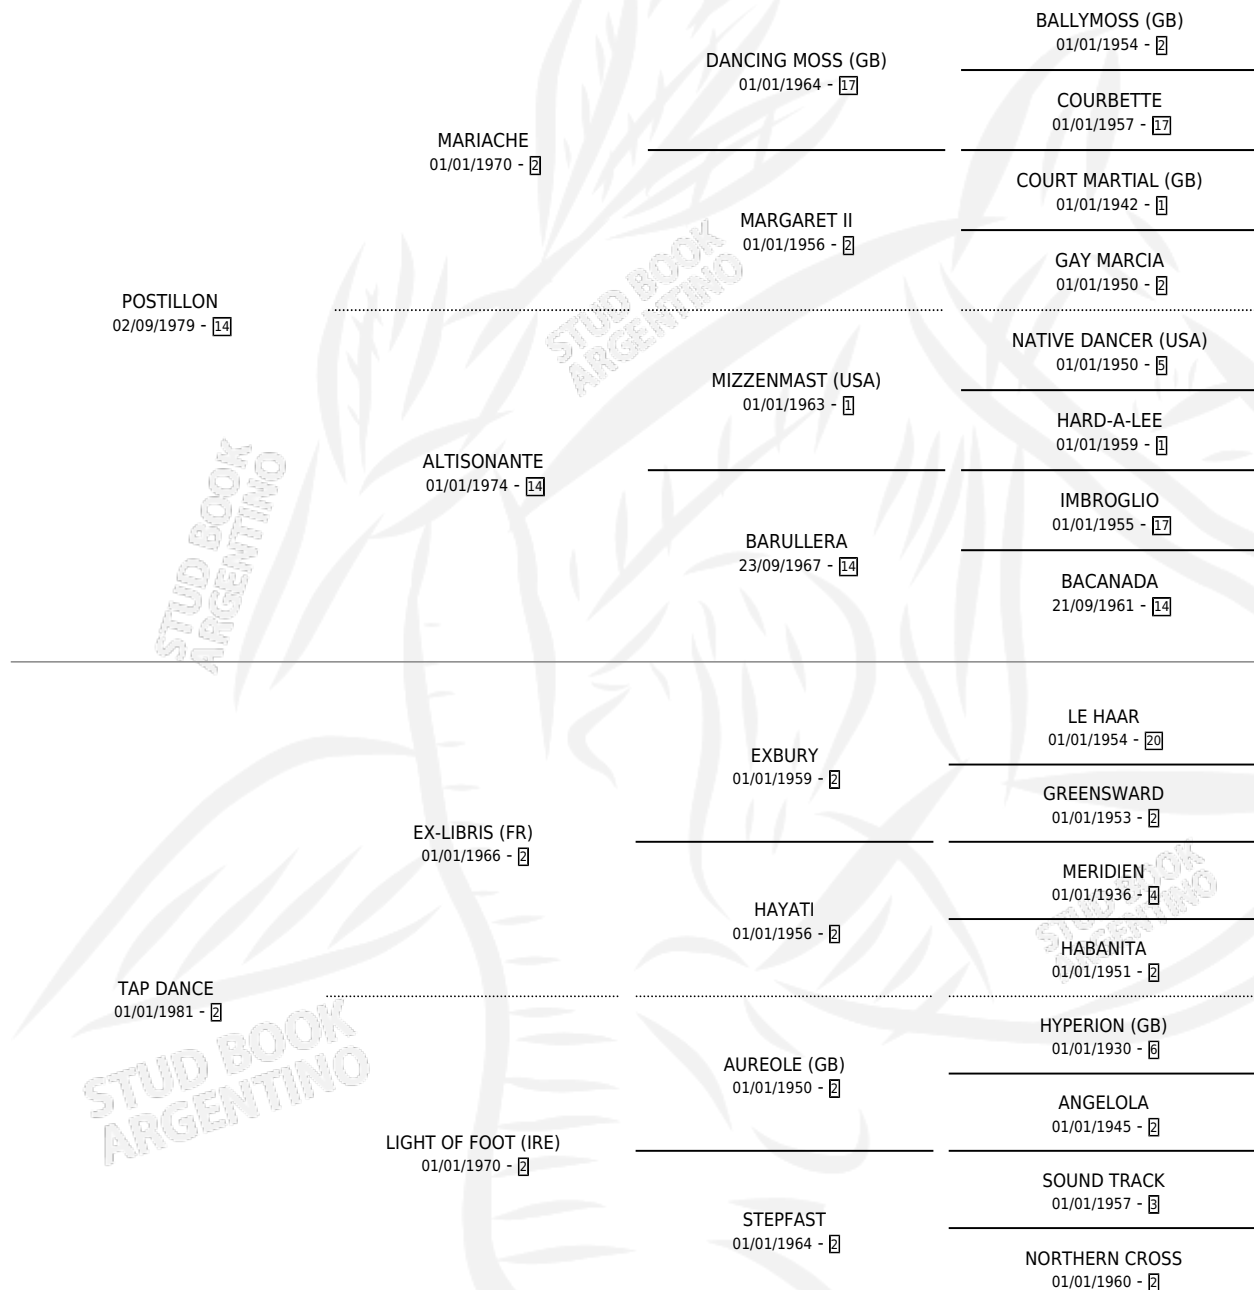 BALLYMOSS (GB)
01/01/1954 - 2
DANCING MOSS (GB)
01/01/1964 - 17
COURBETTE
01/01/1957 - 17
MARIACHE
01/01/1970 - 2
COURT MARTIAL (GB)
01/01/1942 - 1
MARGARET II
01/01/1956 - 2
GAY MARCIA
01/01/1950 - 2
POSTILLON
02/09/1979 - 14
STUD BOOK
ARGENTINO
NATIVE DANCER (USA)
01/01/1950 - 5
MIZZENMAST (USA)
01/01/1963 - 1
HARD-A-LEE
01/01/1959 - 1
ALTISONANTE
01/01/1974 - 14
IMBROGLIO
01/01/1955 - 17
BARULLERA
23/09/1967 - 14
BACANADA
21/09/1961 - 14
STUD BOOK
ARGENTINO
LE HAAR
01/01/1954 - 20
EXBURY
01/01/1959 - 2
GREENSWARD
01/01/1953 - 2
EX-LIBRIS (FR)
01/01/1966 - 2
MERIDIEN
01/01/1936 - 4
HAYATI
01/01/1956 - 2
HABANITA
01/01/1951 - 2
STUD BOOK
ARGENTINO
TAP DANCE
01/01/1981 - 2
HYPERION (GB)
01/01/1930 - 6
AUREOLE (GB)
01/01/1950 - 2
ANGELOLA
01/01/1945 - 2
STUD BOOK
ARGENTINO
LIGHT OF FOOT (IRE)
01/01/1970 - 2
SOUND TRACK
01/01/1957 - 3
STEPFAST
01/01/1964 - 2
NORTHERN CROSS
01/01/1960 - 2